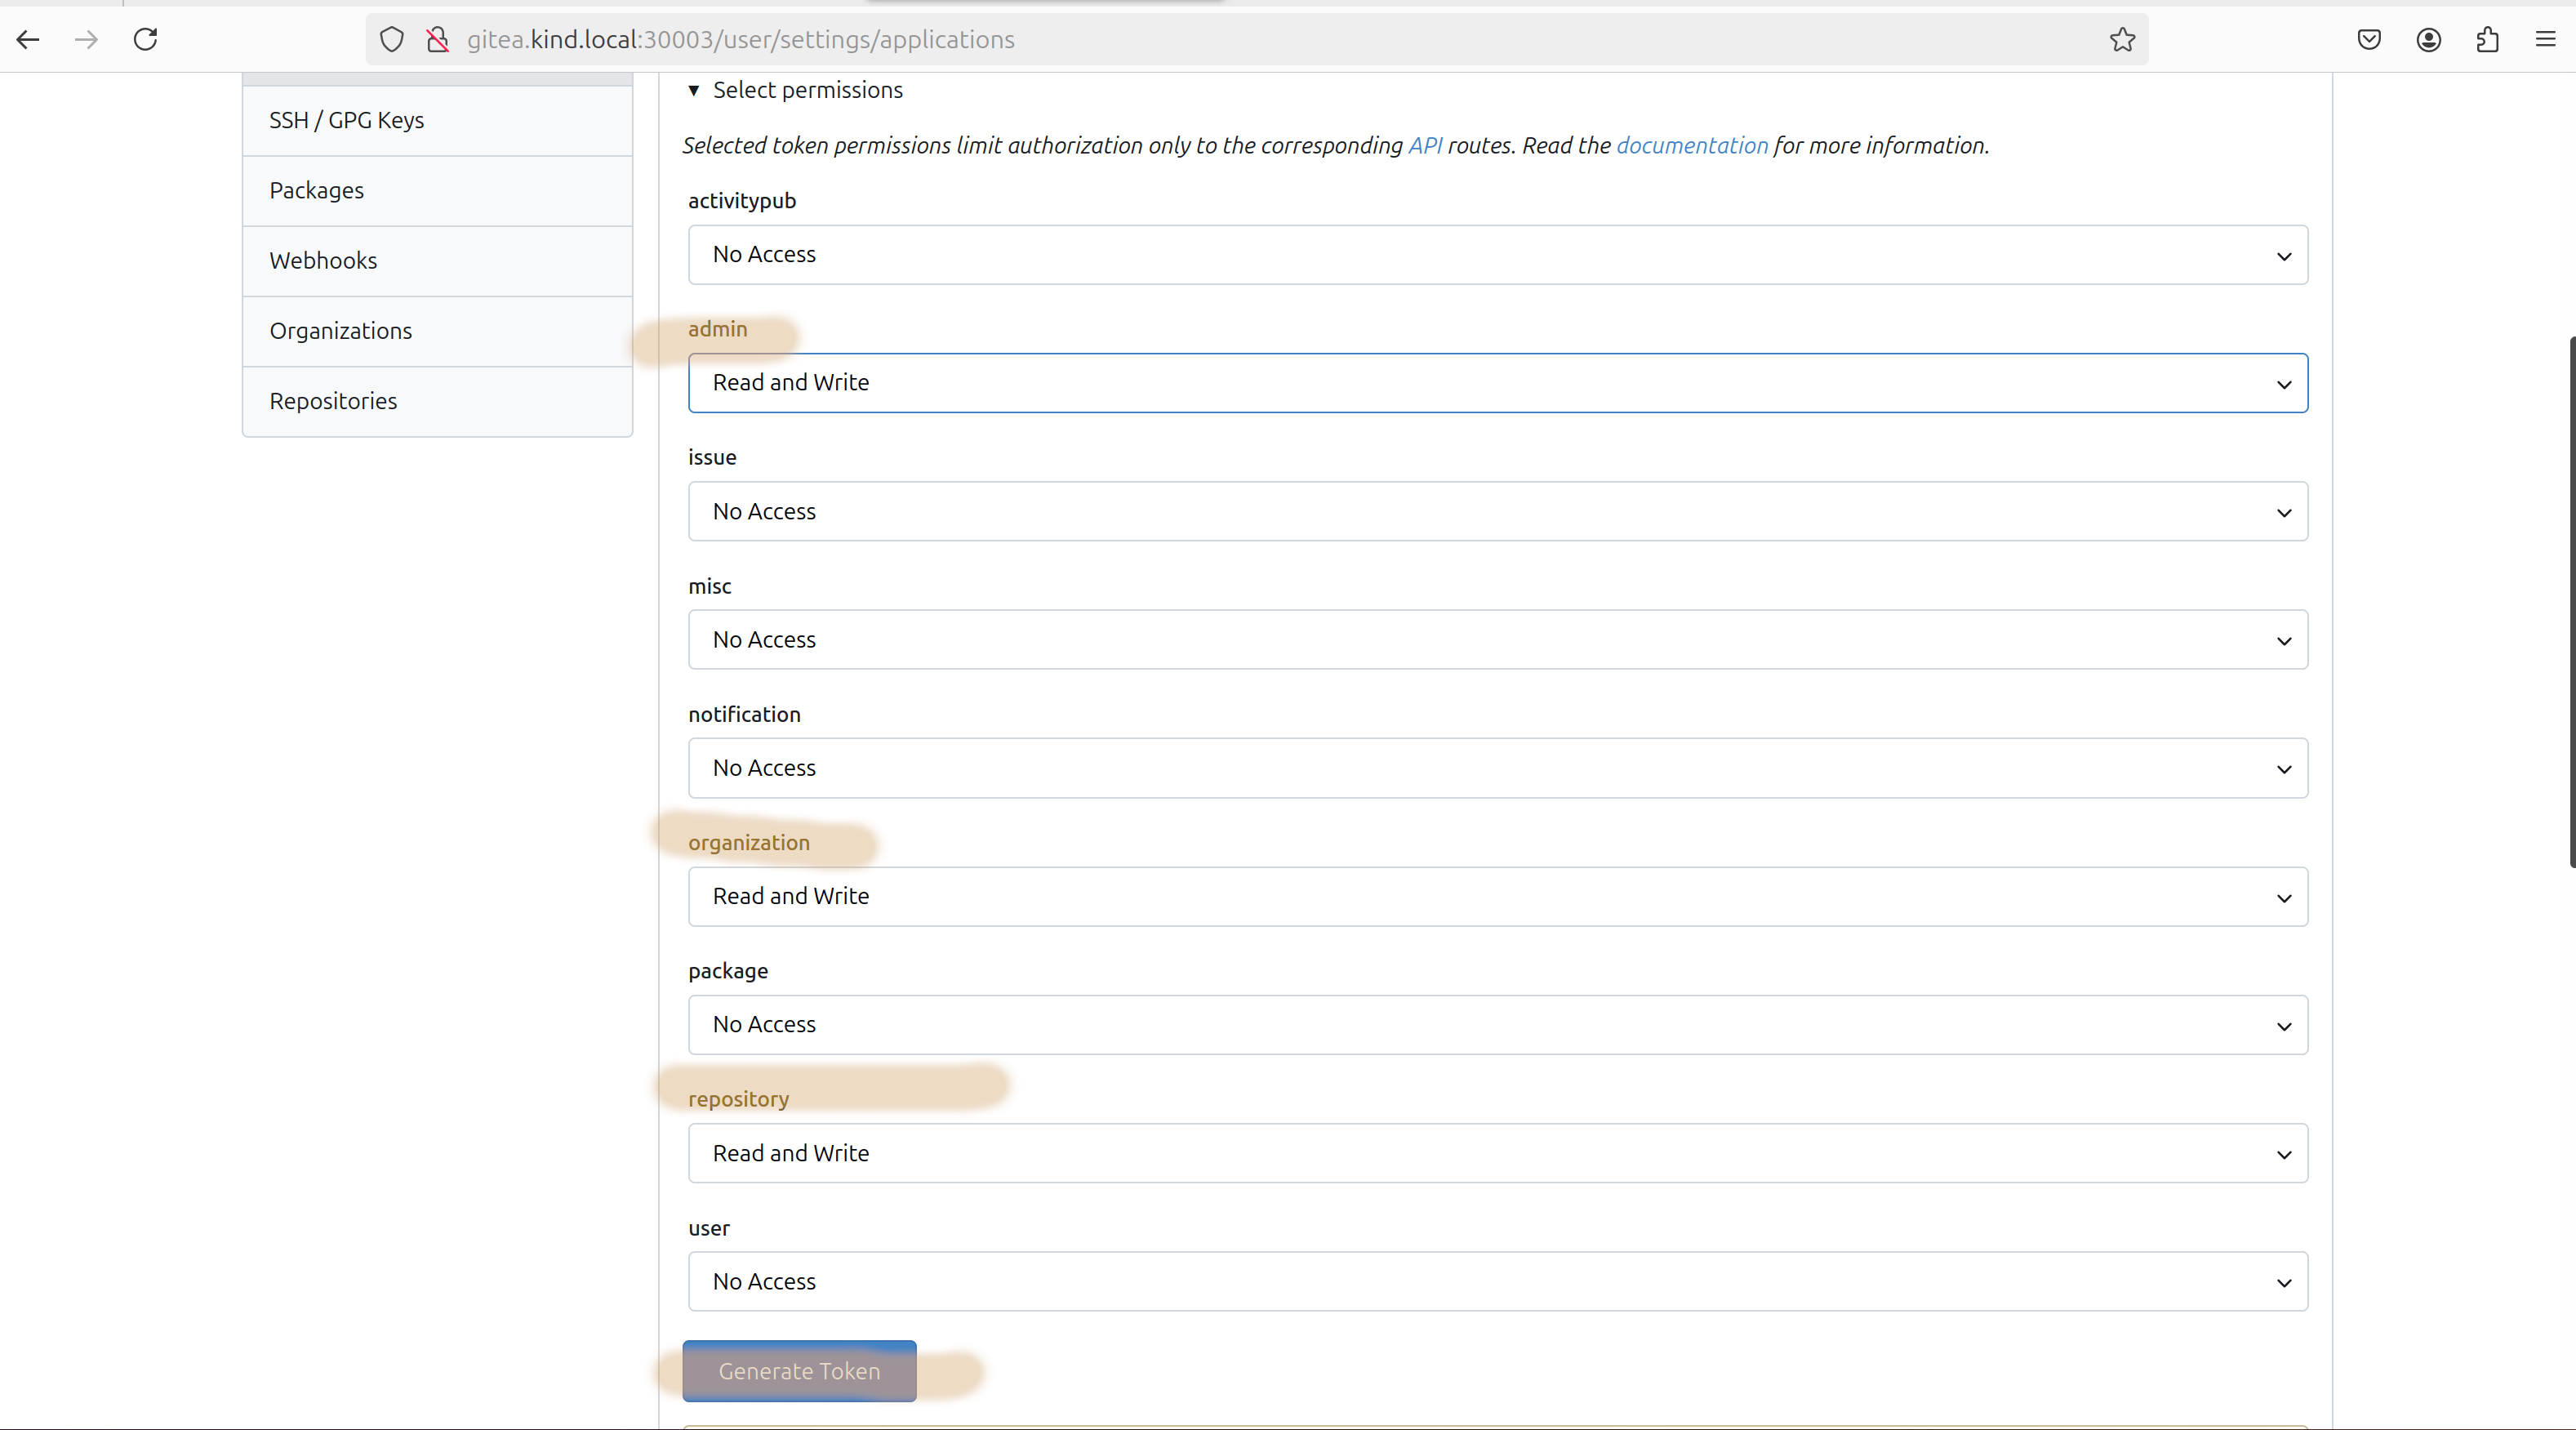 gitea.kind.local:30003/user/settings/applications
SSH / GPG Keys
Packages
Webhooks
Organizations
Repositories
▼ Select permissions
Selected token permissions limit authorization only to the corresponding API routes. Read the documentation for more information.
activitypub
No Access
admin
Read and Write
issue
No Access
misc
No Access
notification
No Access
organization
Read and Write
package
No Access
repository
Read and Write
user
No Access
Generate Token